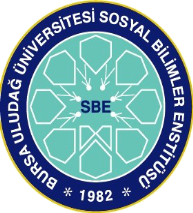 BURSA ULUDAĞ ÜNİVERSİTESİ SOSYAL BİLİMLER ENSTİTÜSÜ
SBE
* 1982 *